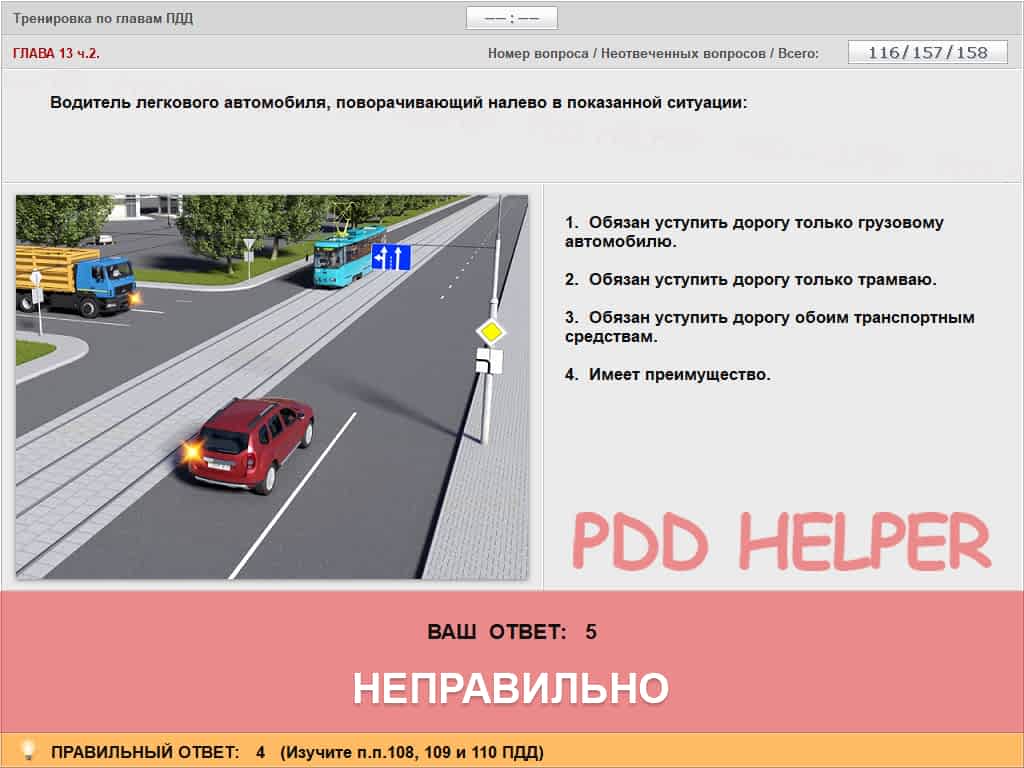 Тренировка по главам ПДД
—— : ——
ГЛАВА 13 ч.2.
Номер вопроса / Неотвеченных вопросов / Всего:
116/157/158
Водитель легкового автомобиля, поворачивающий налево в показанной ситуации:
1. Обязан уступить дорогу только грузовому
автомобилю.
2. Обязан уступить дорогу только трамваю.
3. Обязан уступить дорогу обоим транспортным
средствам.
4. Имеет преимущество.
PDD HELPER
ВАШ ОТВЕТ: 5
НЕПРАВИЛЬНО
ПРАВИЛЬНЫЙ ОТВЕТ: 4 (Изучите п.п.108, 109 и 110 ПДД)